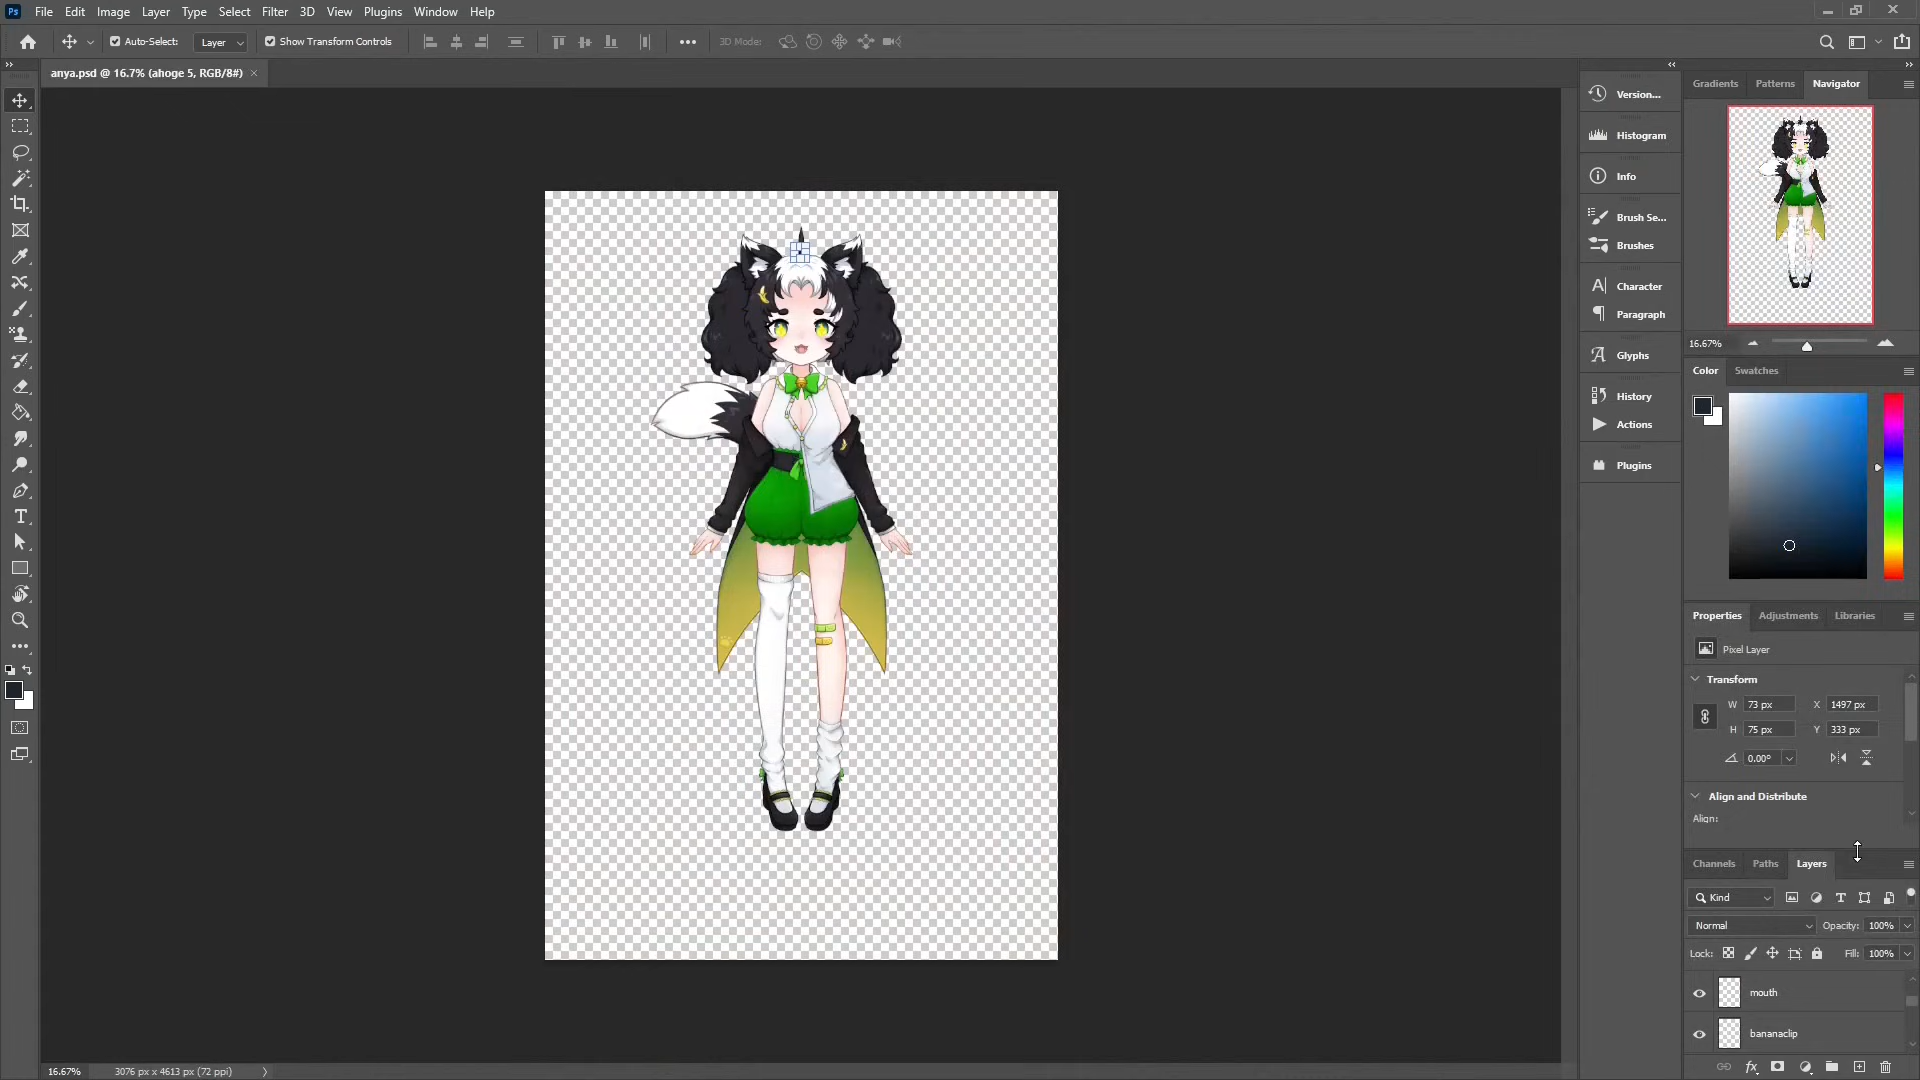 Ps File Edit Image Layer Type Select Filter 3D View Plugins Window Help
Auto-Select: Layer Show Transform Controls 3D Mode:
anya.psd @ 16.7% (ahoge 5, RGB/8#)
Version...
Histogram
Info
Brush Se...
Brushes
Character
Paragraph
Glyphs
History
Actions
Plugins
Gradients Patterns Navigator
16.67%
Color Swatches
Properties Adjustments Libraries
Pixel Layer
Transform
W 73 px X 1497 px
H 75 px Y 333 px
0.00°
Align and Distribute
Align:
Channels Paths Layers
Kind
Normal Opacity: 100%
Lock: Fill: 100%
mouth
bananaclip
16.67% 3076 px x 4613 px (72 ppi)